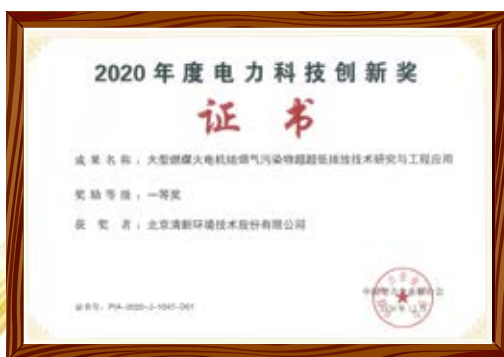 2020年度电力科技创新奖
证书
成果名称：大型燃煤火电机组烟气污染物超超低排放技术研究与工程应用
奖励等级：一等奖
获奖者：北京清新环境技术股份有限公司